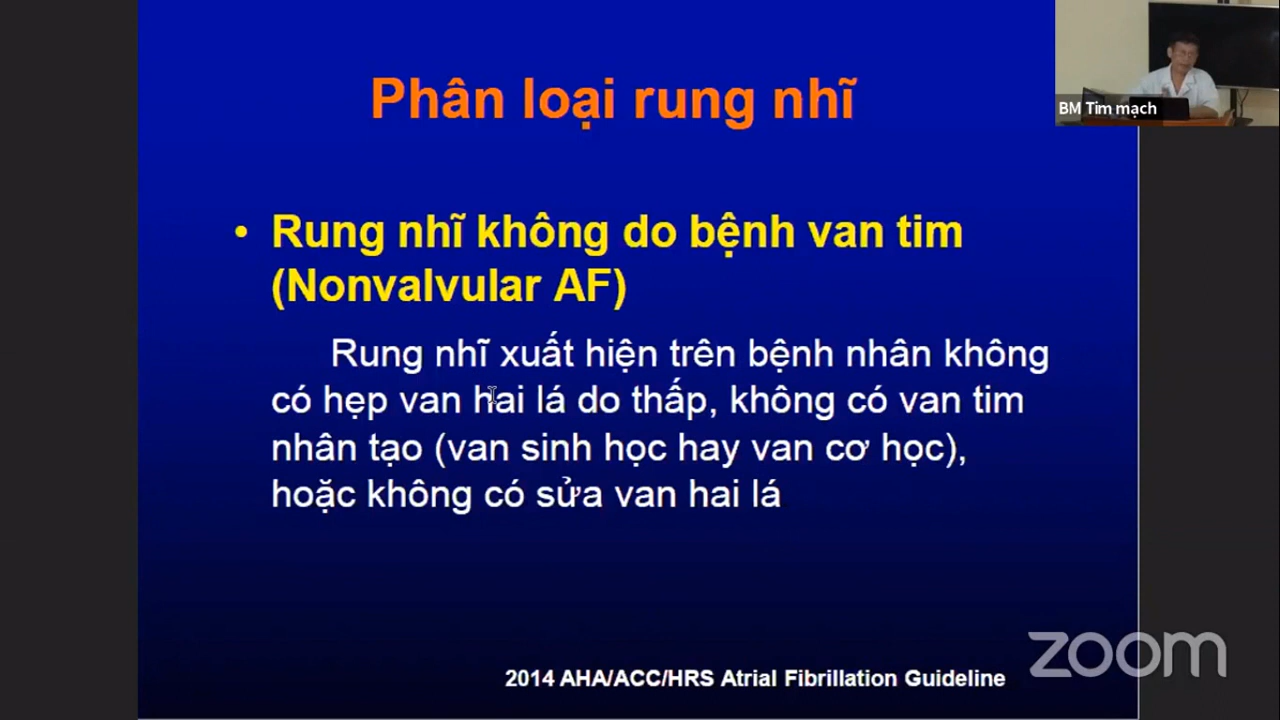 Phân loại rung nhĩ
BM Tim mạch
• Rung nhĩ không do bệnh van tim
(Nonvalvular AF)
Rung nhĩ xuất hiện trên bệnh nhân không
có hẹp van hai lá do thấp, không có van tim
nhân tạo (van sinh học hay van cơ học),
hoặc không có sửa van hai lá
2014 AHA/ACC/HRS Atrial Fibrillation Guideline
zoom